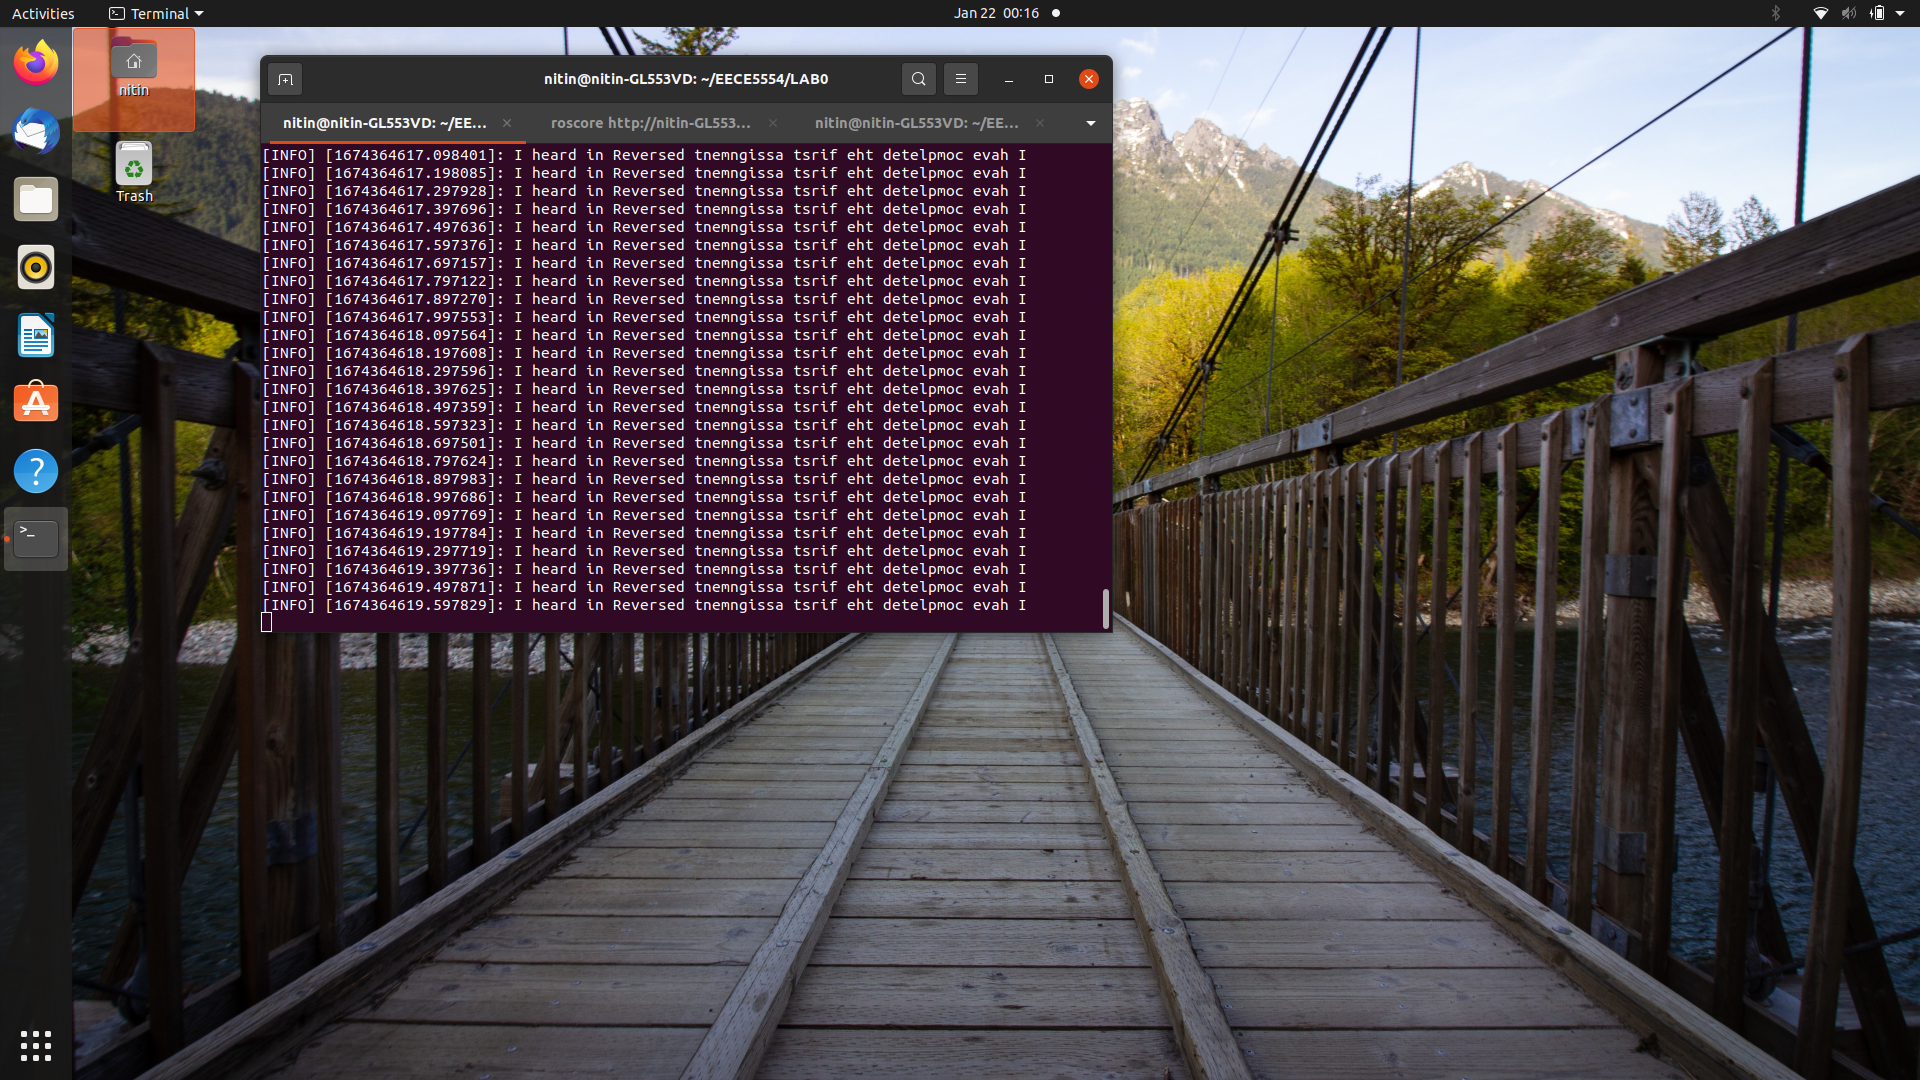 Activities
Terminal
Jan 22 00:16
nitin
Trash
nitin@nitin-GL553VD: ~/EECE5554/LAB0
nitin@nitin-GL553VD: ~/EE...
roscore http://nitin-GL553...
nitin@nitin-GL553VD: ~/EE...
[INFO] [1674364617.098401]: I heard in Reversed tnemngissa tsrif eht detelpmoc evah I
[INFO] [1674364617.198085]: I heard in Reversed tnemngissa tsrif eht detelpmoc evah I
[INFO] [1674364617.297928]: I heard in Reversed tnemngissa tsrif eht detelpmoc evah I
[INFO] [1674364617.397696]: I heard in Reversed tnemngissa tsrif eht detelpmoc evah I
[INFO] [1674364617.497636]: I heard in Reversed tnemngissa tsrif eht detelpmoc evah I
[INFO] [1674364617.597376]: I heard in Reversed tnemngissa tsrif eht detelpmoc evah I
[INFO] [1674364617.697157]: I heard in Reversed tnemngissa tsrif eht detelpmoc evah I
[INFO] [1674364617.797122]: I heard in Reversed tnemngissa tsrif eht detelpmoc evah I
[INFO] [1674364617.897270]: I heard in Reversed tnemngissa tsrif eht detelpmoc evah I
[INFO] [1674364617.997553]: I heard in Reversed tnemngissa tsrif eht detelpmoc evah I
[INFO] [1674364618.097564]: I heard in Reversed tnemngissa tsrif eht detelpmoc evah I
[INFO] [1674364618.197608]: I heard in Reversed tnemngissa tsrif eht detelpmoc evah I
[INFO] [1674364618.297596]: I heard in Reversed tnemngissa tsrif eht detelpmoc evah I
[INFO] [1674364618.397625]: I heard in Reversed tnemngissa tsrif eht detelpmoc evah I
[INFO] [1674364618.497359]: I heard in Reversed tnemngissa tsrif eht detelpmoc evah I
[INFO] [1674364618.597323]: I heard in Reversed tnemngissa tsrif eht detelpmoc evah I
[INFO] [1674364618.697501]: I heard in Reversed tnemngissa tsrif eht detelpmoc evah I
[INFO] [1674364618.797624]: I heard in Reversed tnemngissa tsrif eht detelpmoc evah I
[INFO] [1674364618.897983]: I heard in Reversed tnemngissa tsrif eht detelpmoc evah I
[INFO] [1674364618.997686]: I heard in Reversed tnemngissa tsrif eht detelpmoc evah I
[INFO] [1674364619.097769]: I heard in Reversed tnemngissa tsrif eht detelpmoc evah I
[INFO] [1674364619.197784]: I heard in Reversed tnemngissa tsrif eht detelpmoc evah I
[INFO] [1674364619.297719]: I heard in Reversed tnemngissa tsrif eht detelpmoc evah I
[INFO] [1674364619.397736]: I heard in Reversed tnemngissa tsrif eht detelpmoc evah I
[INFO] [1674364619.497871]: I heard in Reversed tnemngissa tsrif eht detelpmoc evah I
[INFO] [1674364619.597829]: I heard in Reversed tnemngissa tsrif eht detelpmoc evah I